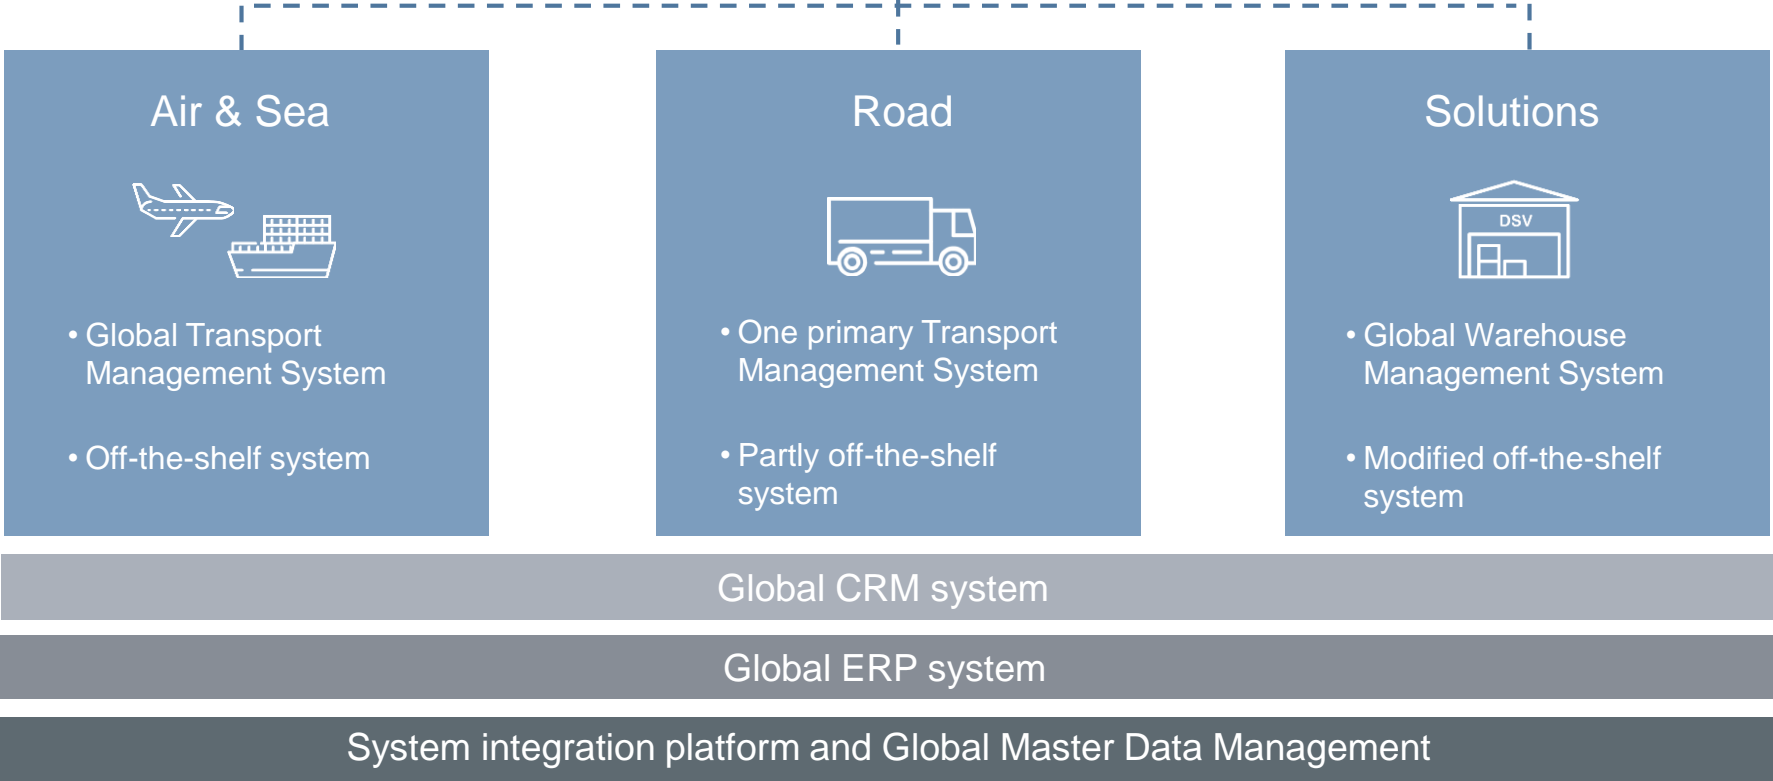 Air & Sea
• Global Transport
Management System
• Off-the-shelf system
Road
• One primary Transport
Management System
• Partly off-the-shelf
system
Solutions
DSV
• Global Warehouse
Management System
• Modified off-the-shelf
system
Global CRM system
Global ERP system
System integration platform and Global Master Data Management